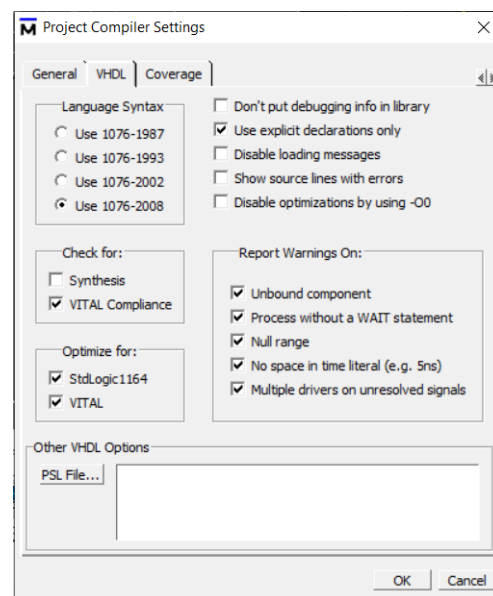 Project Compiler Settings
General VHDL Coverage
Language Syntax
Use 1076-1987
Use 1076-1993
Use 1076-2002
Use 1076-2008
Don't put debugging info in library
Use explicit declarations only
Disable loading messages
Show source lines with errors
Disable optimizations by using -O0
Check for:
Synthesis
VITAL Compliance
Optimize for:
StdLogic1164
VITAL
Report Warnings On:
Unbound component
Process without a WAIT statement
Null range
No space in time literal (e.g. 5ns)
Multiple drivers on unresolved signals
Other VHDL Options
PSL File...
OK Cancel